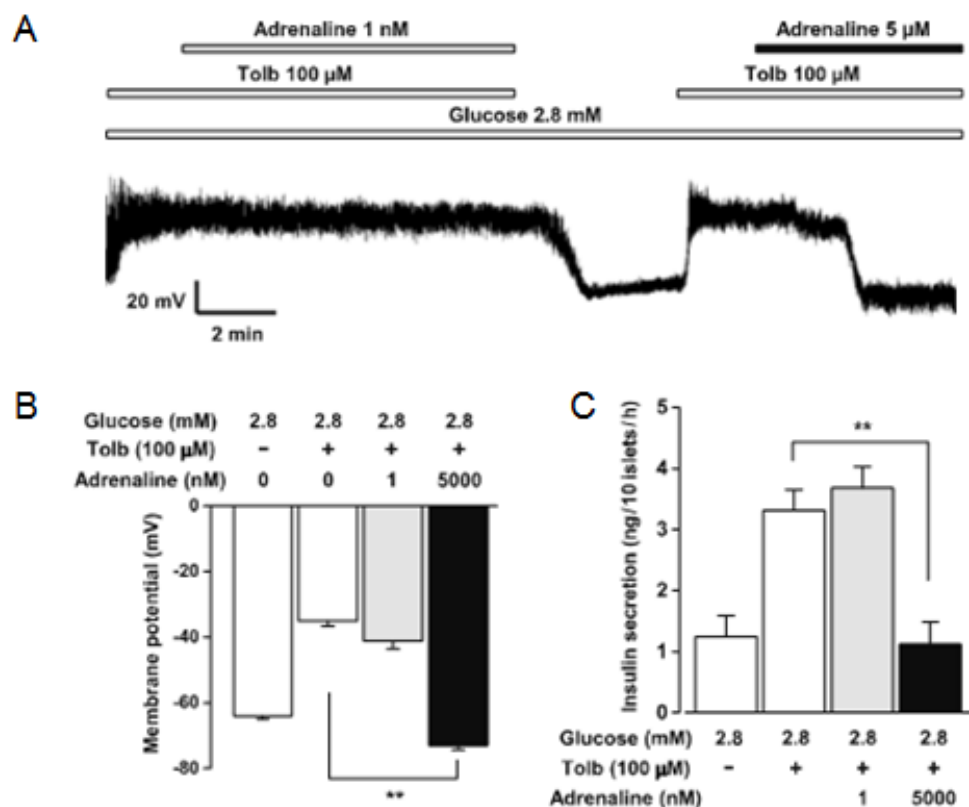 A
Adrenaline 1 nM Adrenaline 5 µM
Tolb 100 µM Tolb 100 µM
Glucose 2.8 mM
20 mV
2 min
B
Glucose (mM) 2.8 2.8 2.8 2.8
Tolb (100 µM) – + + +
Adrenaline (nM) 0 0 1 5000
0
-20
-40
-60
-80
Membrane potential (mV)
**
C
5
4
3
2
1
0
Insulin secretion (ng/10 islets/h)
**
Glucose (mM) 2.8 2.8 2.8 2.8
Tolb (100 µM) – + + +
Adrenaline (nM) 1 5000